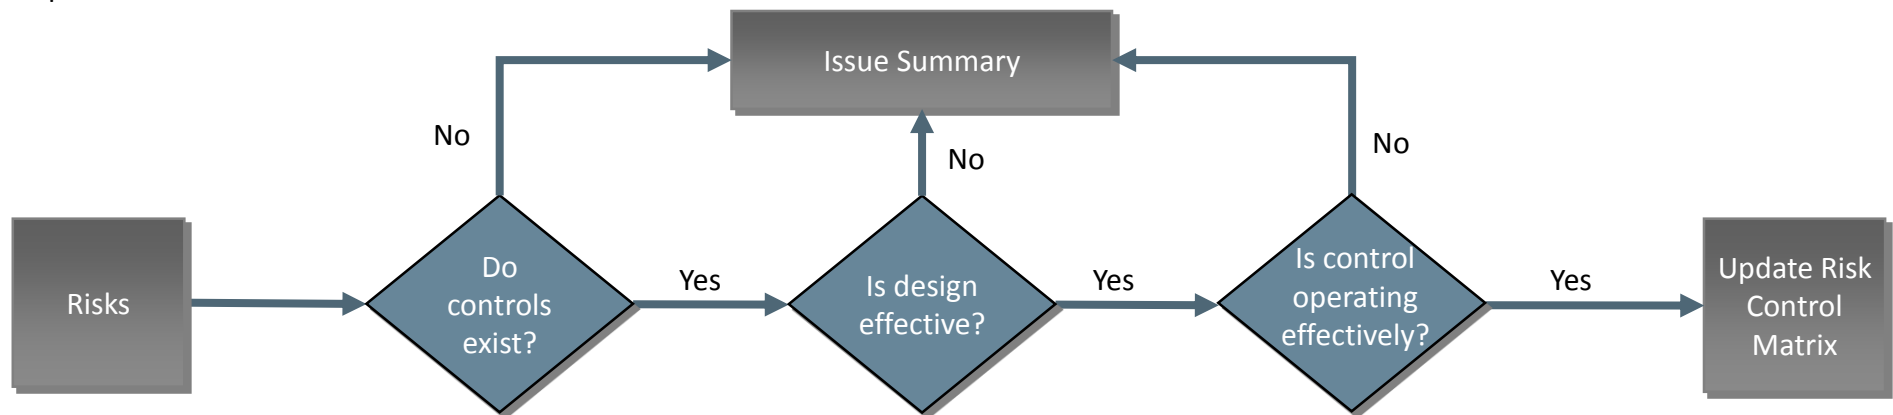 Issue Summary
No
No
No
Risks
Do
controls
exist?
Yes
Is design
effective?
Yes
Is control
operating
effectively?
Yes
Update Risk
Control
Matrix